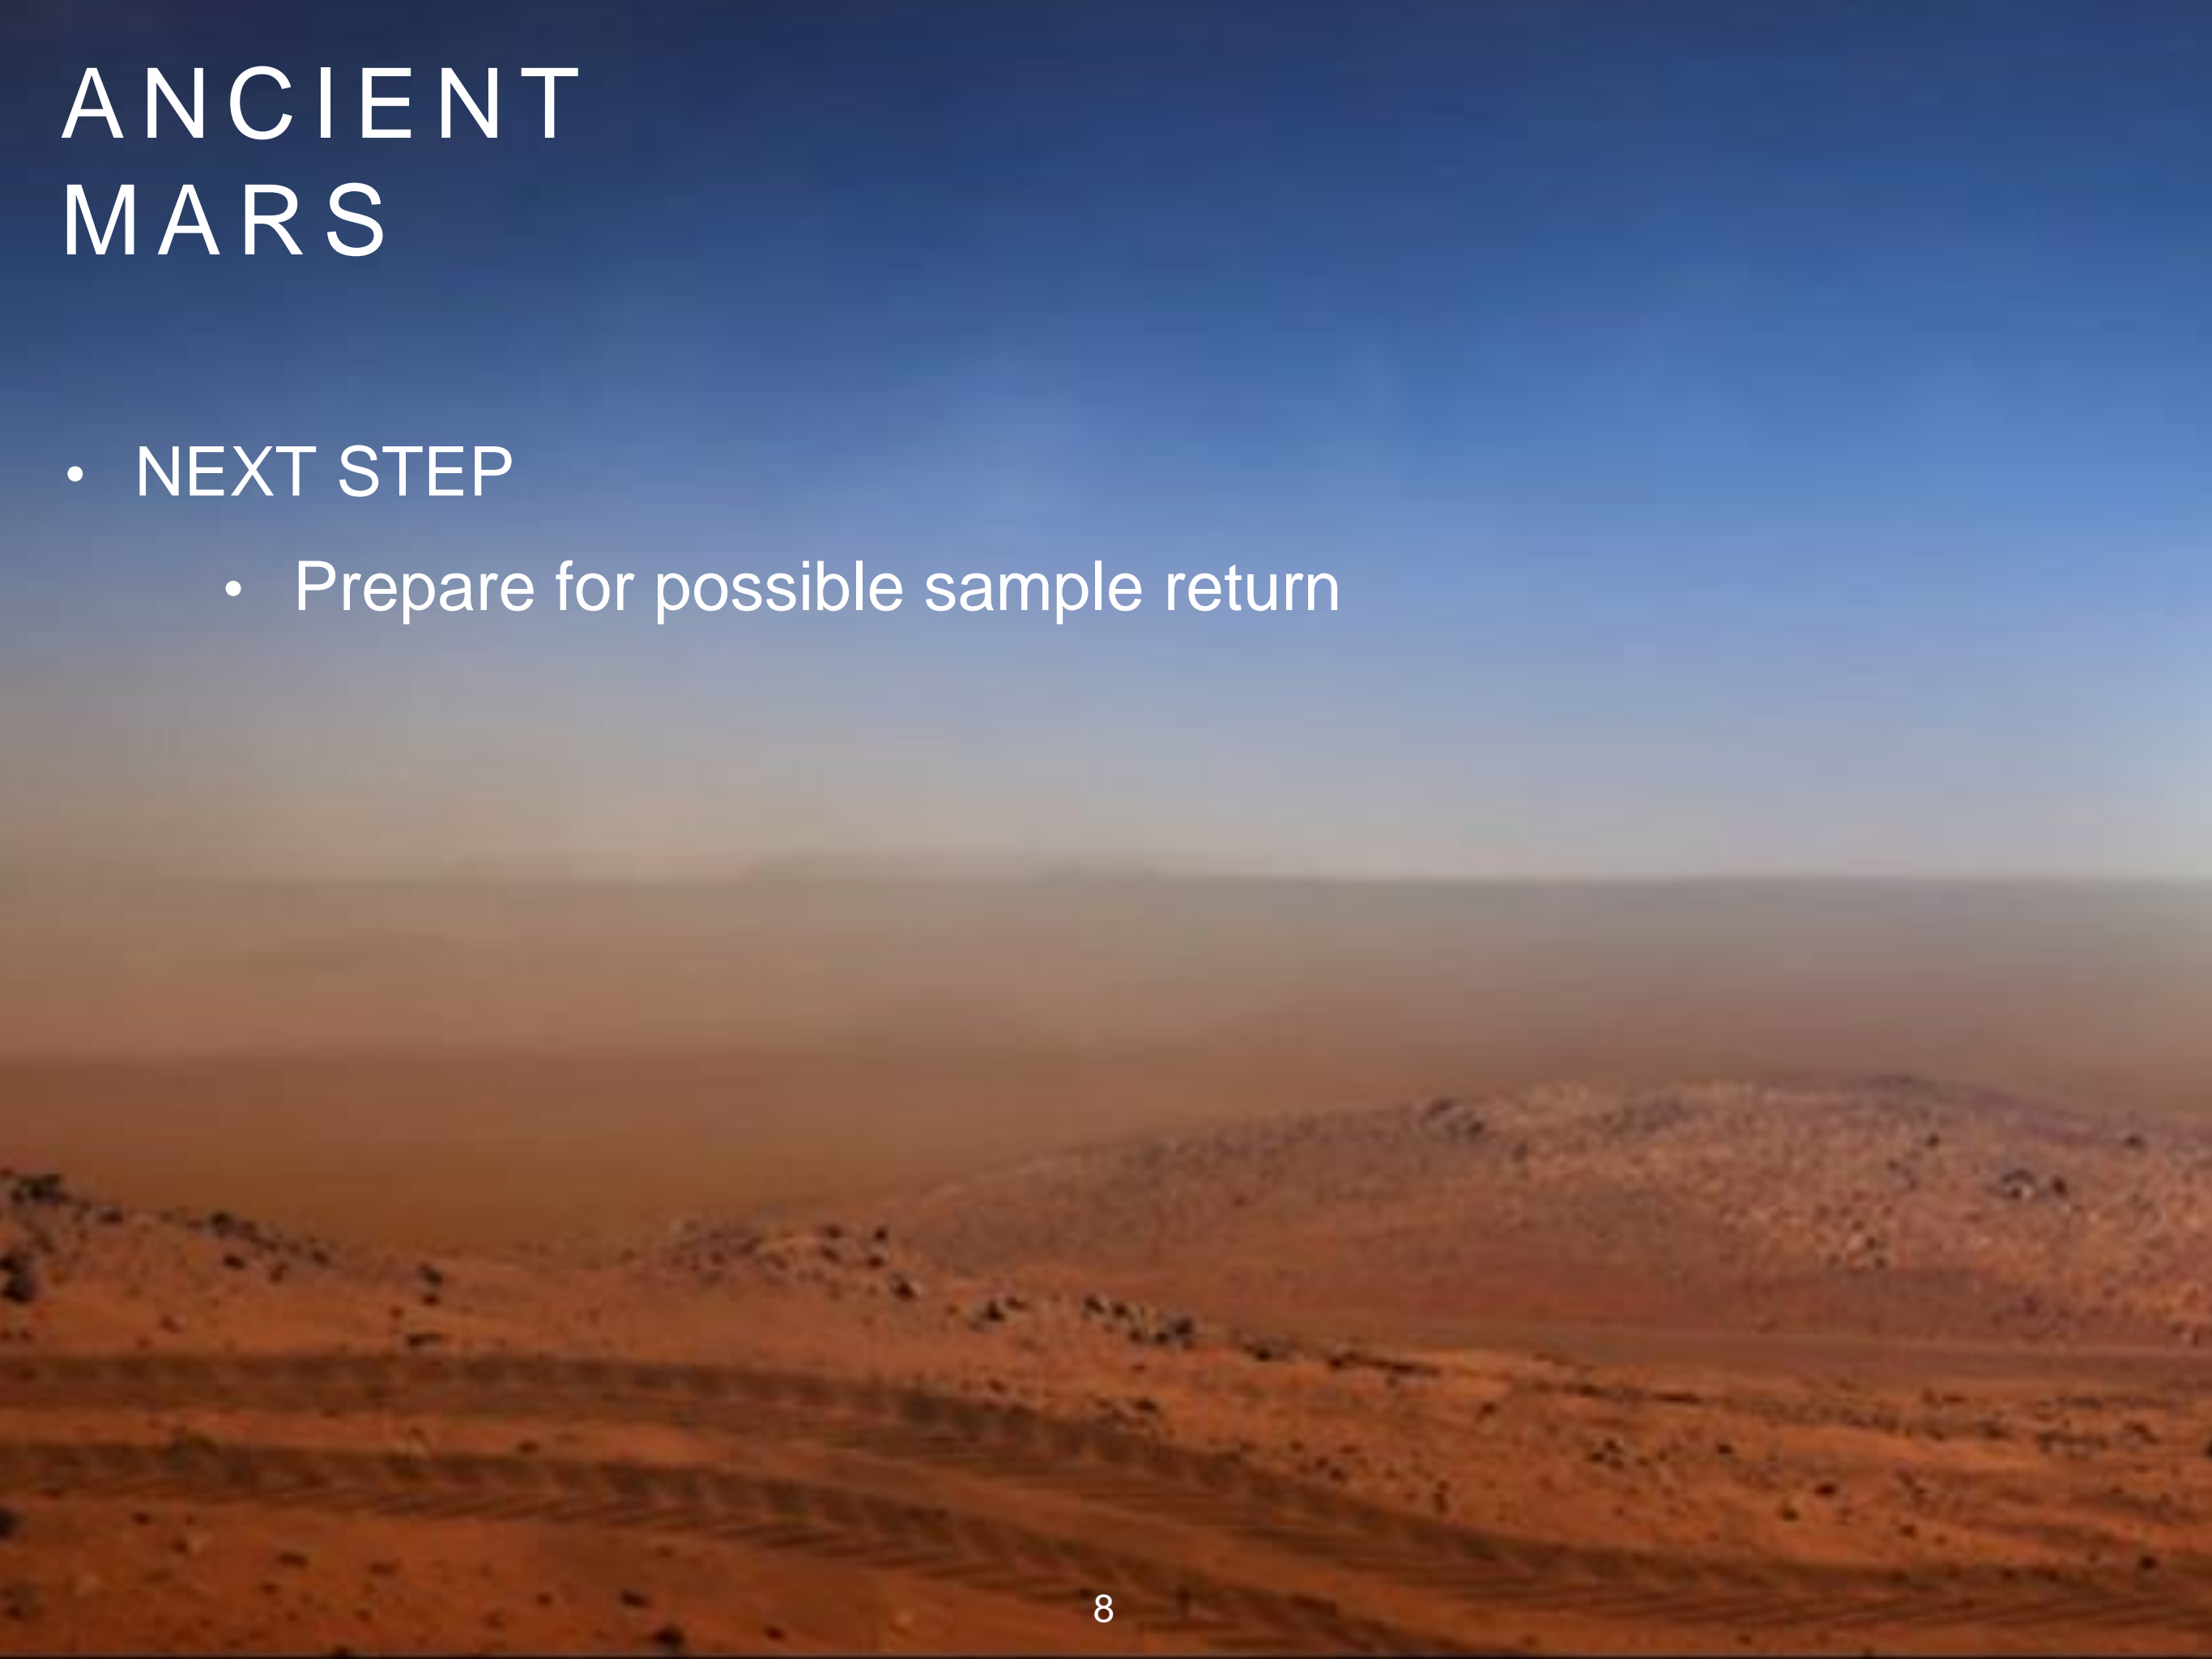 ANCIENT
MARS
• NEXT STEP
• Prepare for possible sample return
8